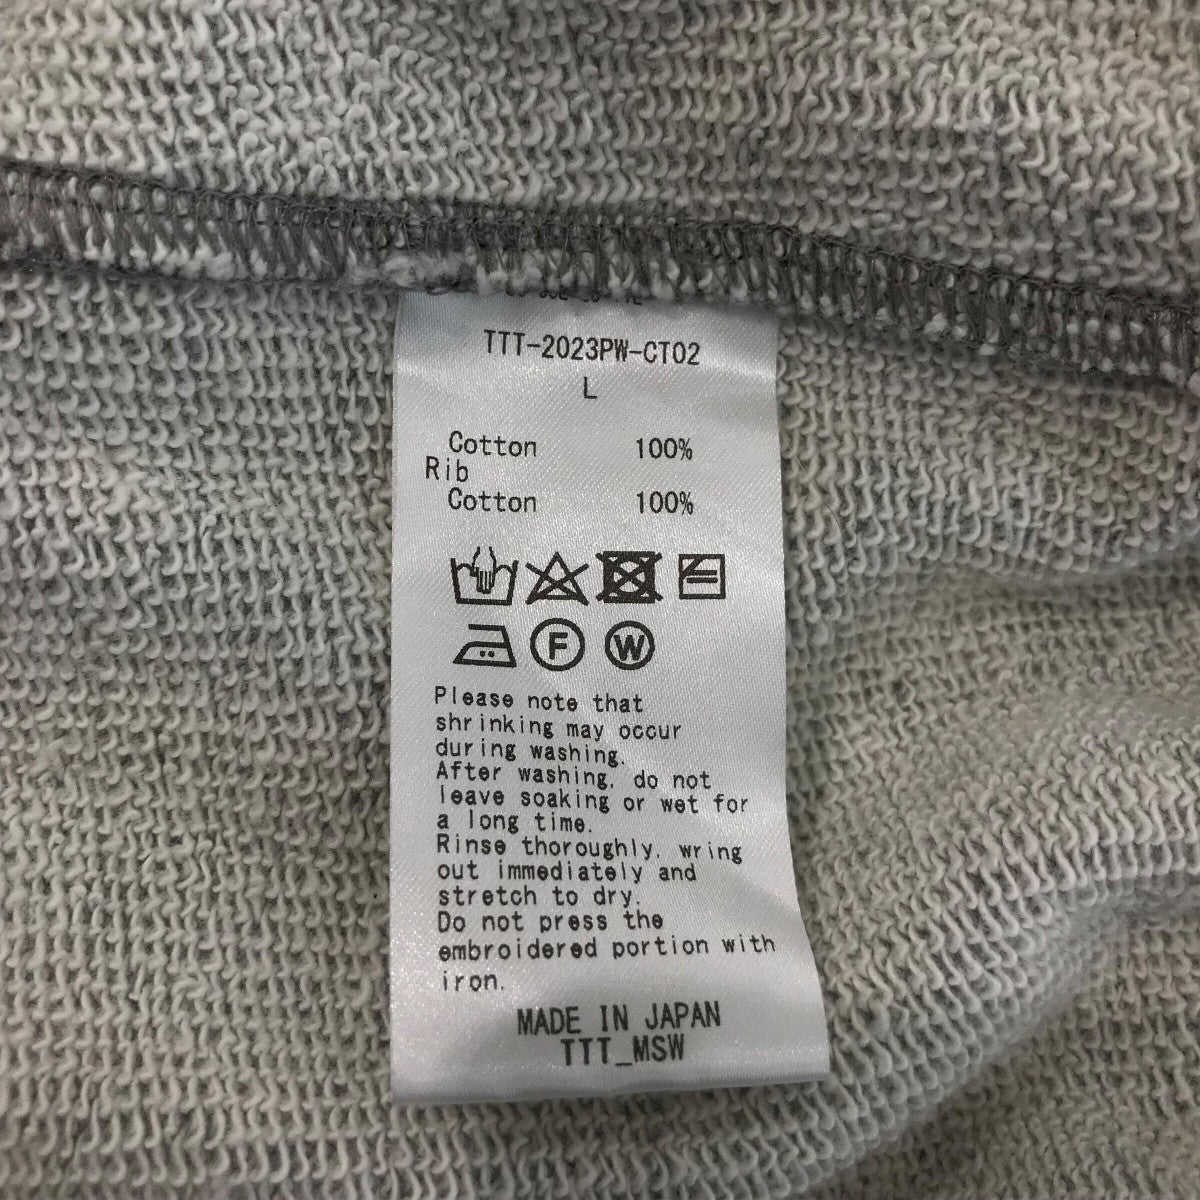 TTT-2023PW-CT02
L
Cotton 100%
Rib
Cotton 100%
F W
Please note that
shrinking may occur
during washing.
After washing, do not
leave soaking or wet for
a long time.
Rinse thoroughly, wring
out immediately and
stretch to dry.
Do not press the
embroidered portion with
iron.
MADE IN JAPAN
TTT_MSW